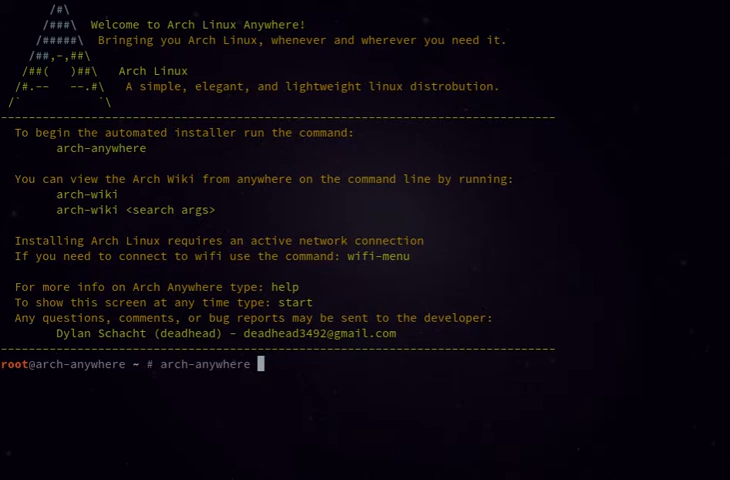 Welcome to Arch Linux Anywhere!
Bringing you Arch Linux, whenever and wherever you need it.
Arch Linux
A simple, elegant, and lightweight linux distrobution.
To begin the automated installer run the command:
arch-anywhere
You can view the Arch Wiki from anywhere on the command line by running:
arch-wiki
arch-wiki <search args>
Installing Arch Linux requires an active network connection
If you need to connect to wifi use the command: wifi-menu
For more info on Arch Anywhere type: help
To show this screen at any time type: start
Any questions, comments, or bug reports may be sent to the developer:
Dylan Schacht (deadhead) - deadhead3492@gmail.com
root@arch-anywhere ~ # arch-anywhere